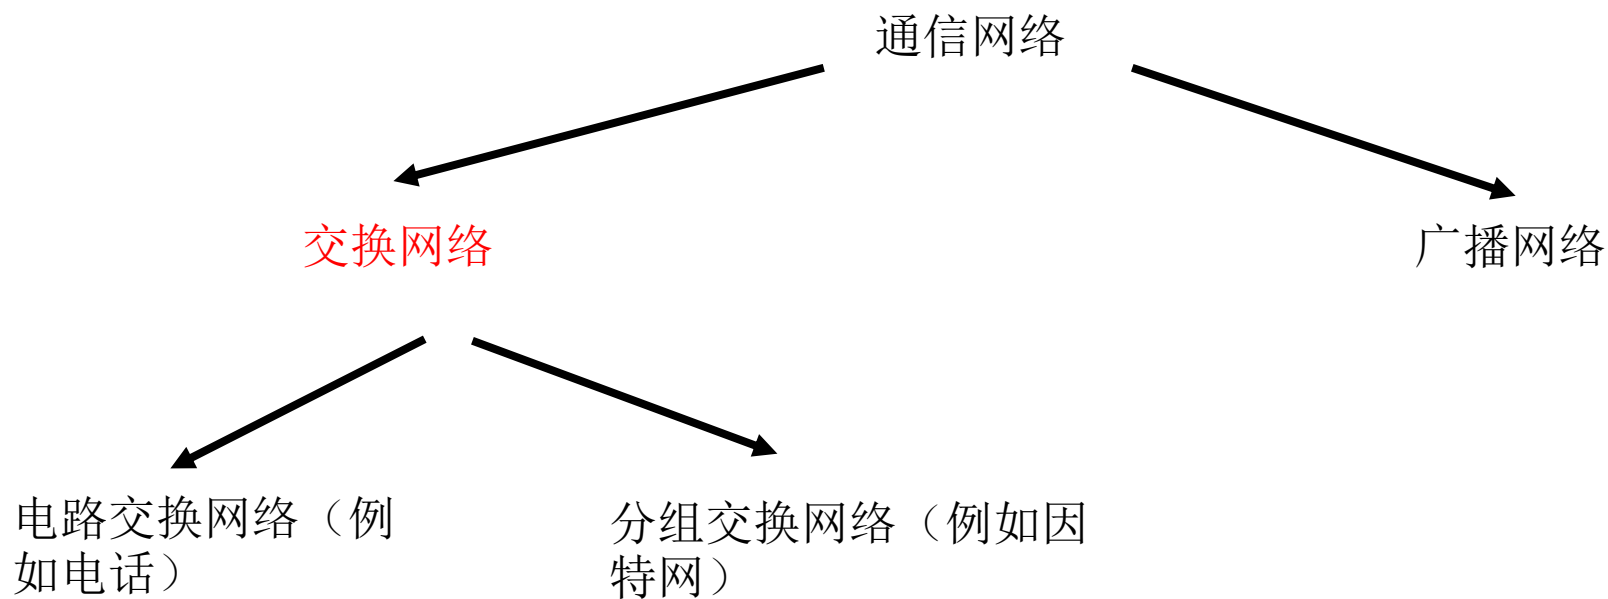 通信网络
交换网络
广播网络
电路交换网络（例
如电话）
分组交换网络（例如因
特网）